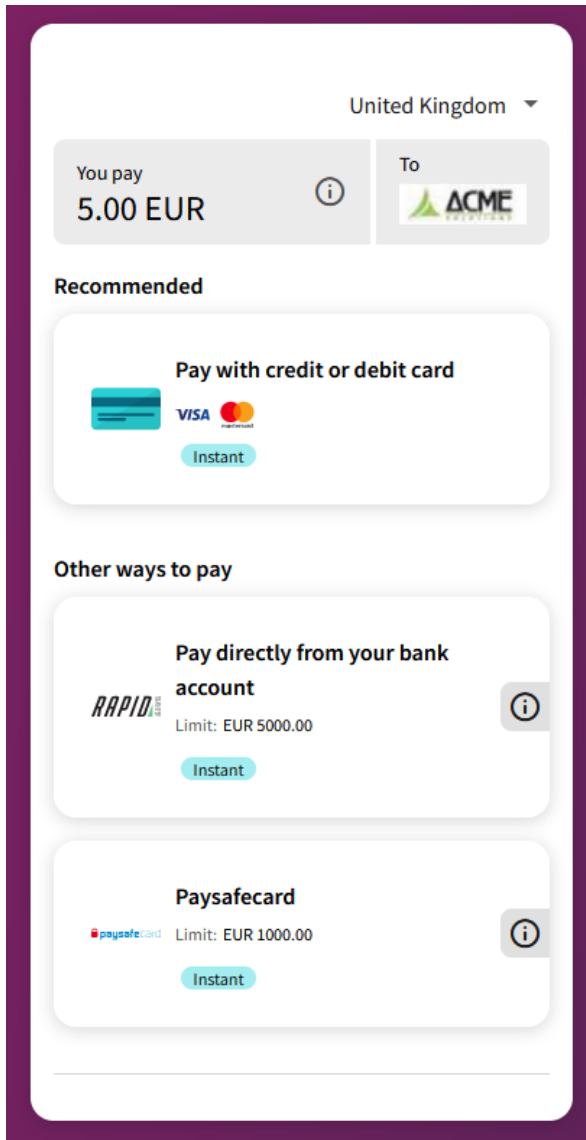 United Kingdom
You pay
5.00 EUR
To
ACME
SOLUTIONS
Recommended
Pay with credit or debit card
VISA
mastercard
Instant
Other ways to pay
Pay directly from your bank
account
RAPID
Limit: EUR 5000.00
Instant
Paysafecard
paysafecard
Limit: EUR 1000.00
Instant